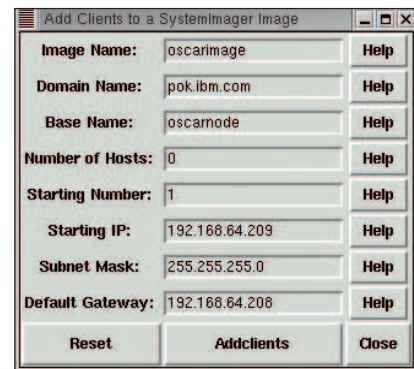 Add Clients to a SystemImager Image
Image Name: oscarimage Help
Domain Name: pok.ibm.com Help
Base Name: oscarnode Help
Number of Hosts: 0 Help
Starting Number: 1 Help
Starting IP: 192.168.64.209 Help
Subnet Mask: 255.255.255.0 Help
Default Gateway: 192.168.64.208 Help
Reset Addclients Close